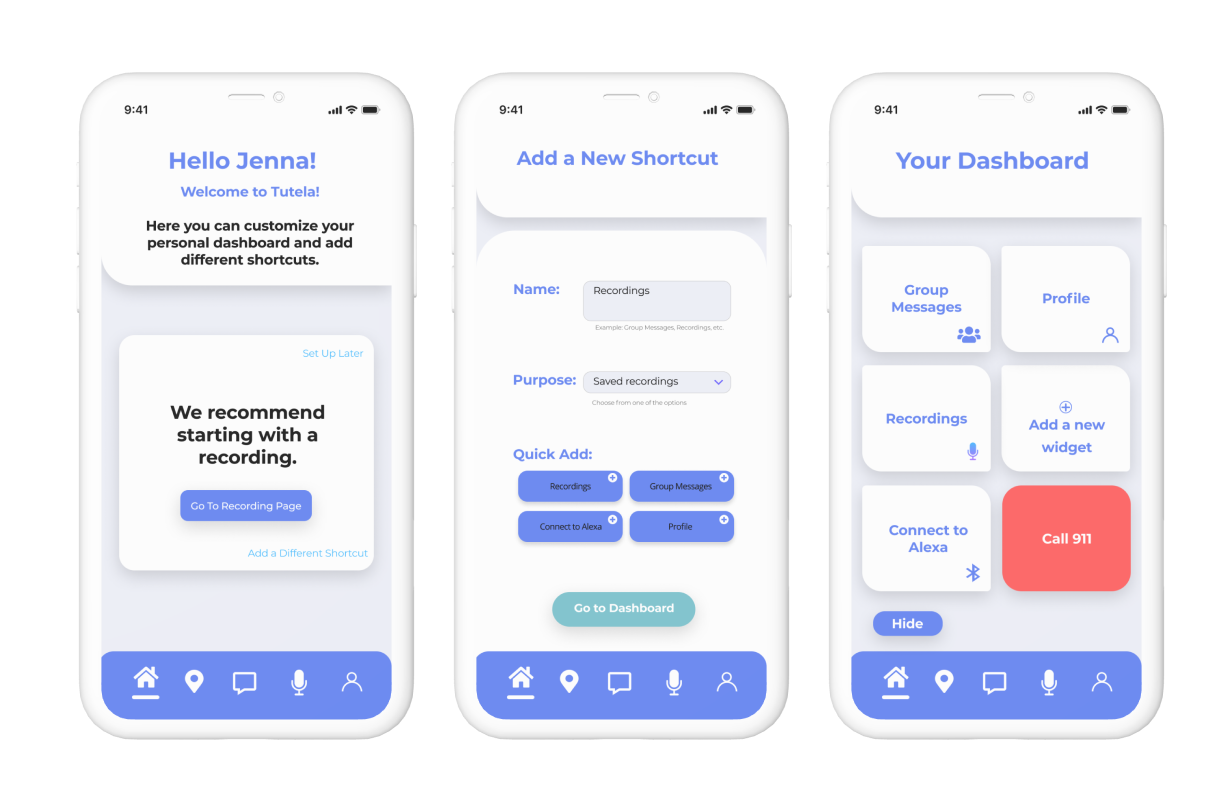 9:41
Hello Jenna!
Welcome to Tutela!
Here you can customize your
personal dashboard and add
different shortcuts.
Set Up Later
We recommend
starting with a
recording.
Go To Recording Page
Add a Different Shortcut
9:41
Add a New Shortcut
Name:
Recordings
Example: Group Messages, Recordings, etc.
Purpose:
Saved recordings
Choose from one of the options
Quick Add:
Recordings
Group Messages
Connect to Alexa
Profile
Go to Dashboard
9:41
Your Dashboard
Group
Messages
Profile
Recordings
Add a new
widget
Connect to
Alexa
Call 911
Hide